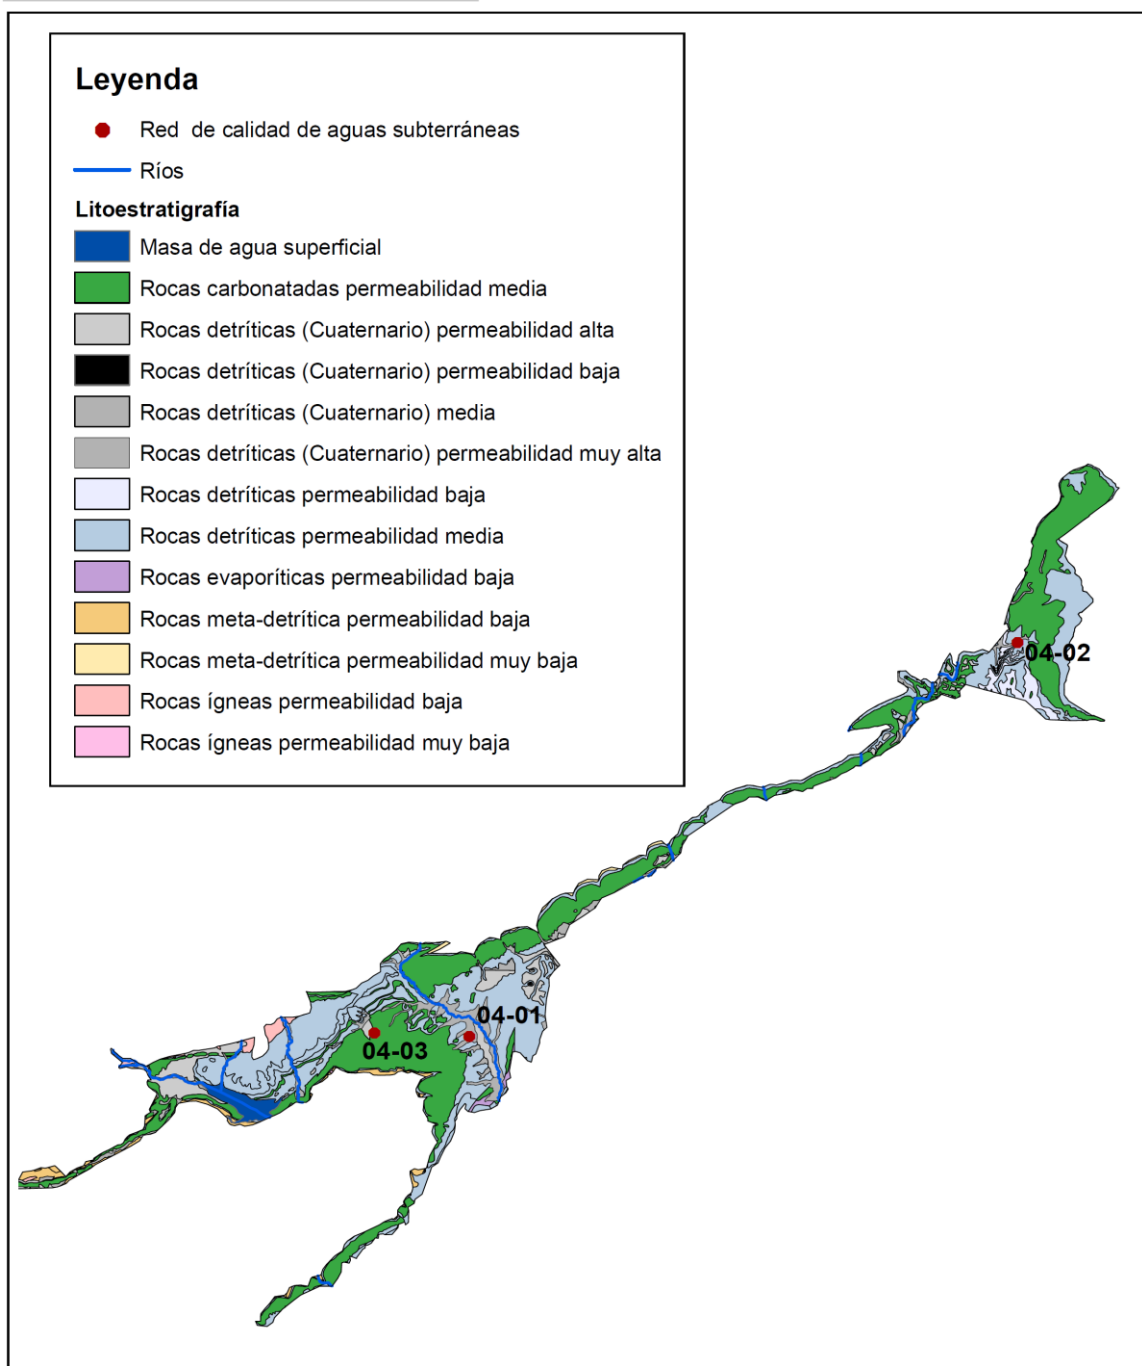 Leyenda
Red de calidad de aguas subterráneas
Ríos
Litoestratigrafía
Masa de agua superficial
Rocas carbonatadas permeabilidad media
Rocas detríticas (Cuaternario) permeabilidad alta
Rocas detríticas (Cuaternario) permeabilidad baja
Rocas detríticas (Cuaternario) media
Rocas detríticas (Cuaternario) permeabilidad muy alta
Rocas detríticas permeabilidad baja
Rocas detríticas permeabilidad media
Rocas evaporíticas permeabilidad baja
Rocas meta-detrítica permeabilidad baja
Rocas meta-detrítica permeabilidad muy baja
Rocas ígneas permeabilidad baja
Rocas ígneas permeabilidad muy baja
04-02
04-01
04-03